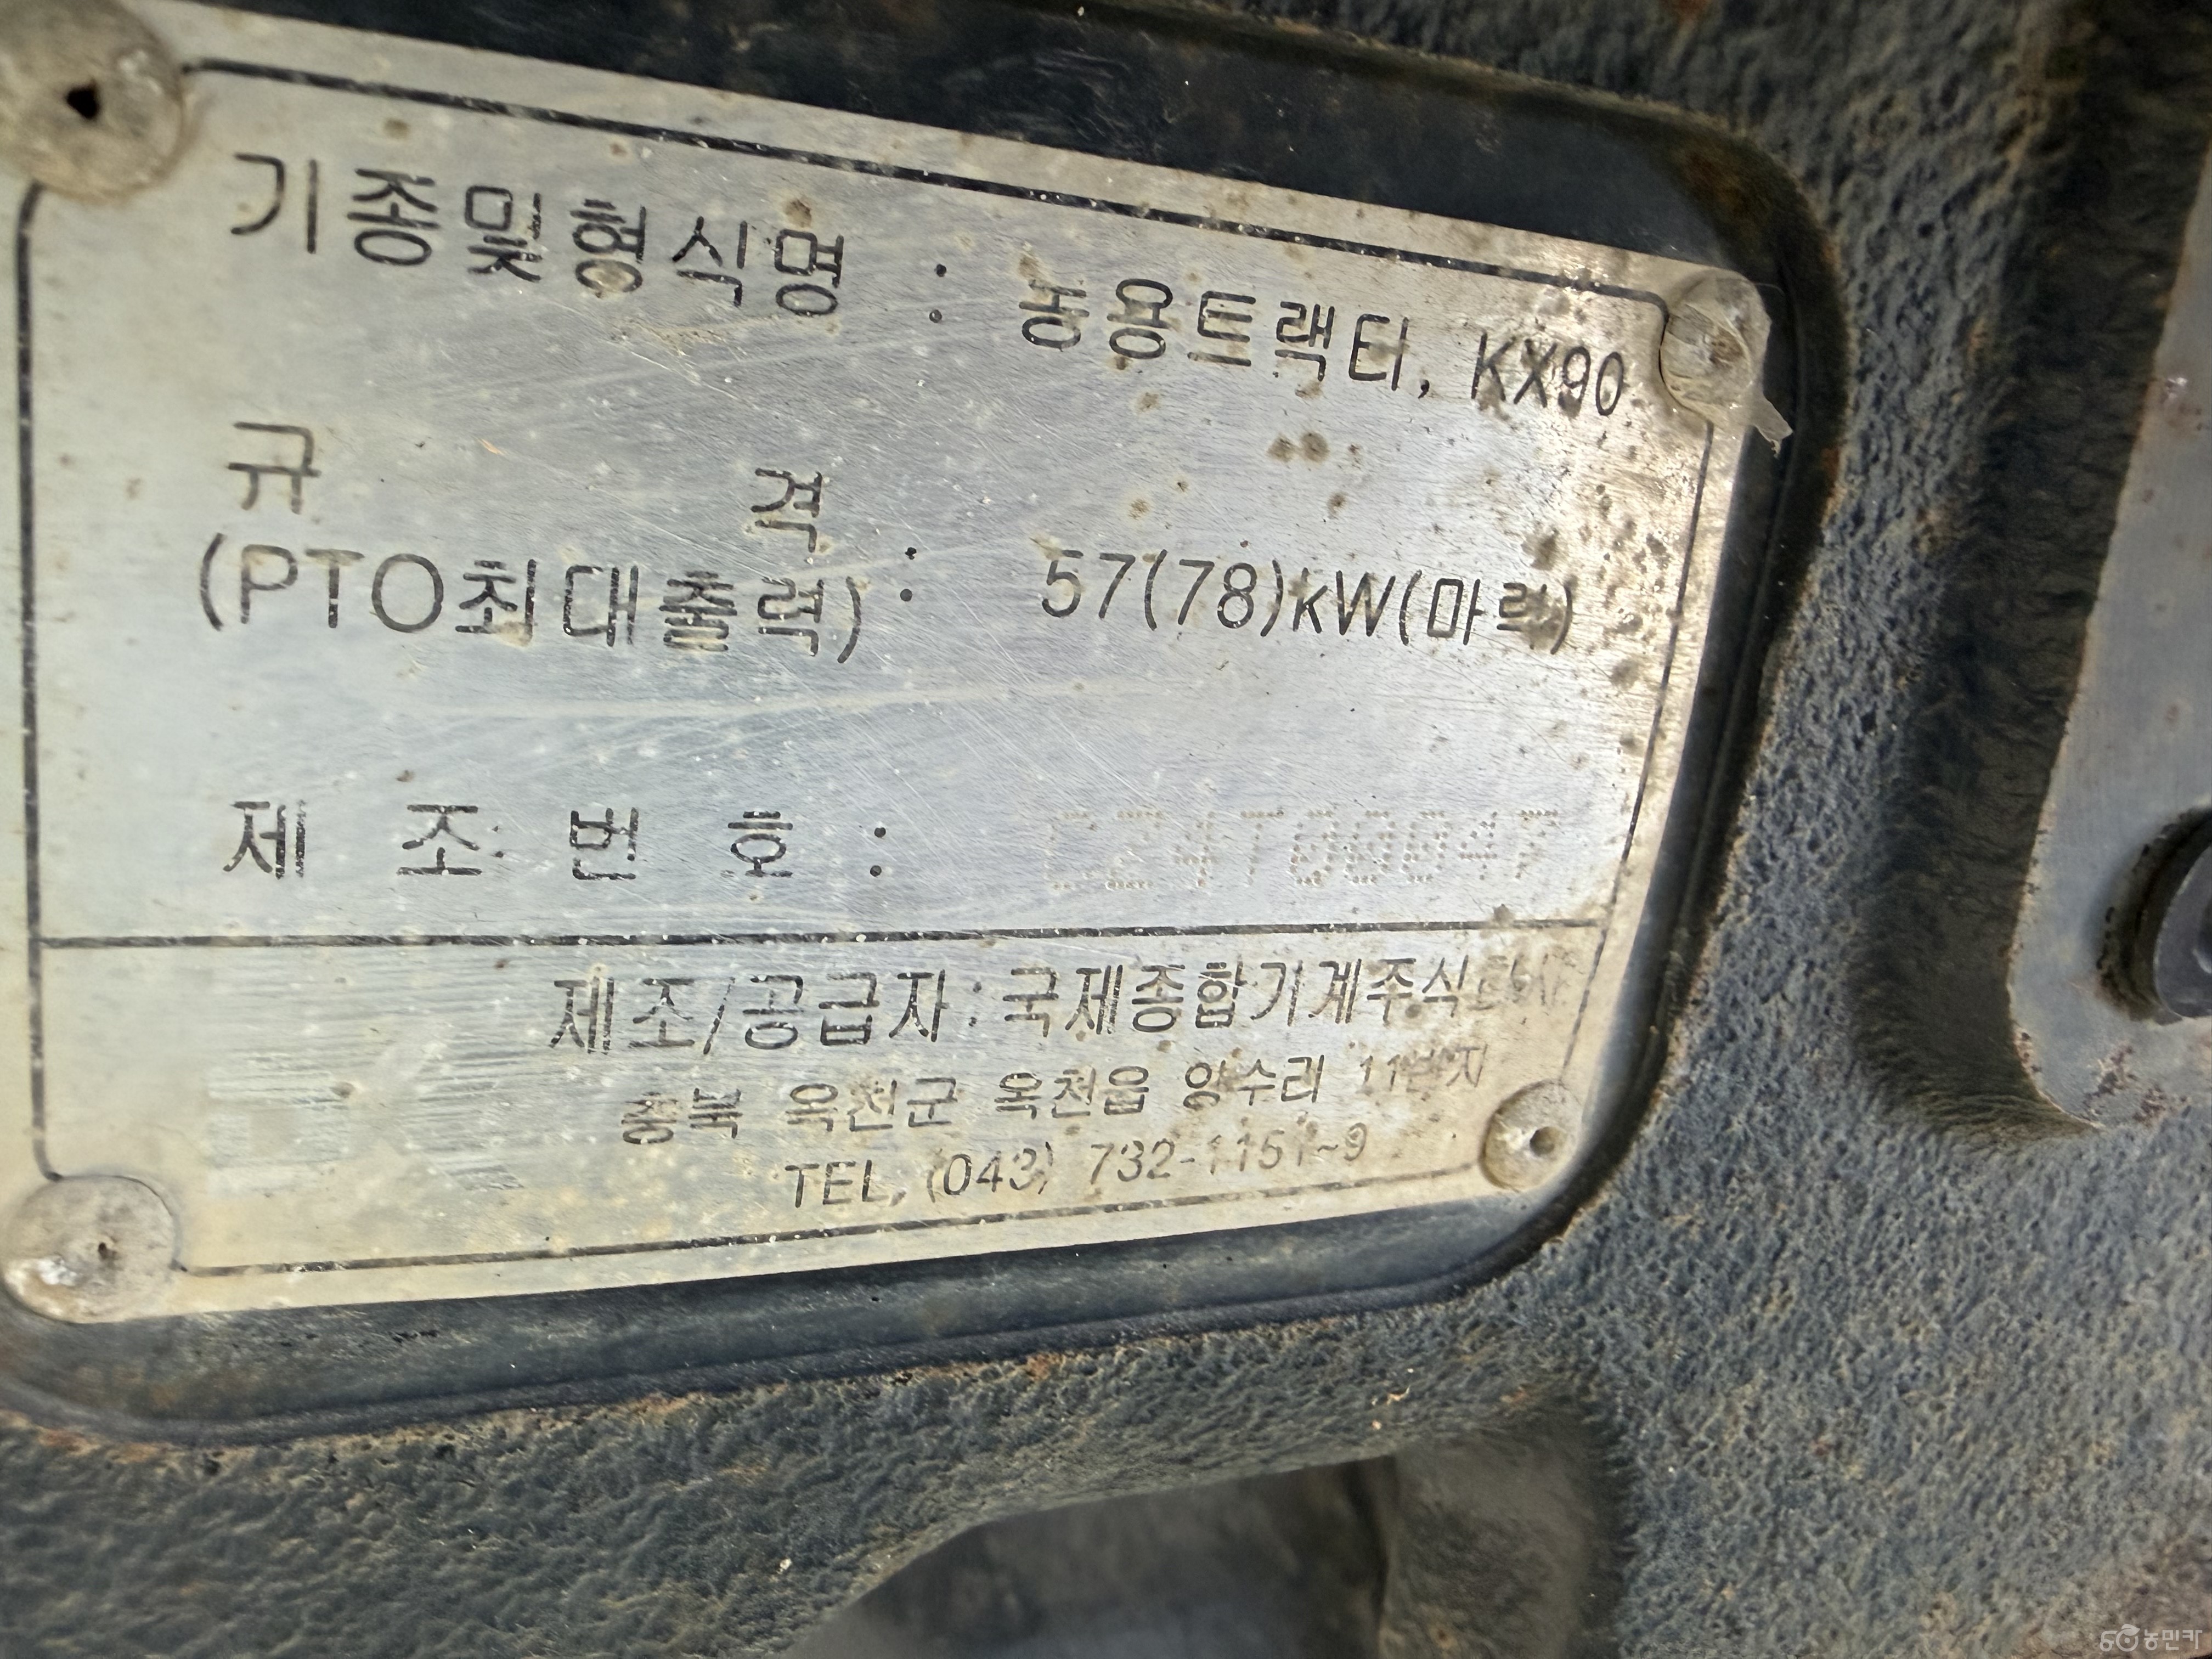 기종및형식명 : 농용트랙터, KX90
규 격
(PTO최대출력) : 57(78)kW(마력)
제 조 번 호 :
제조/공급자 : 국제종합기계주식회사
충북 옥천군 옥천읍 양수리 11번지
TEL, (043) 732-1151~9
농민카